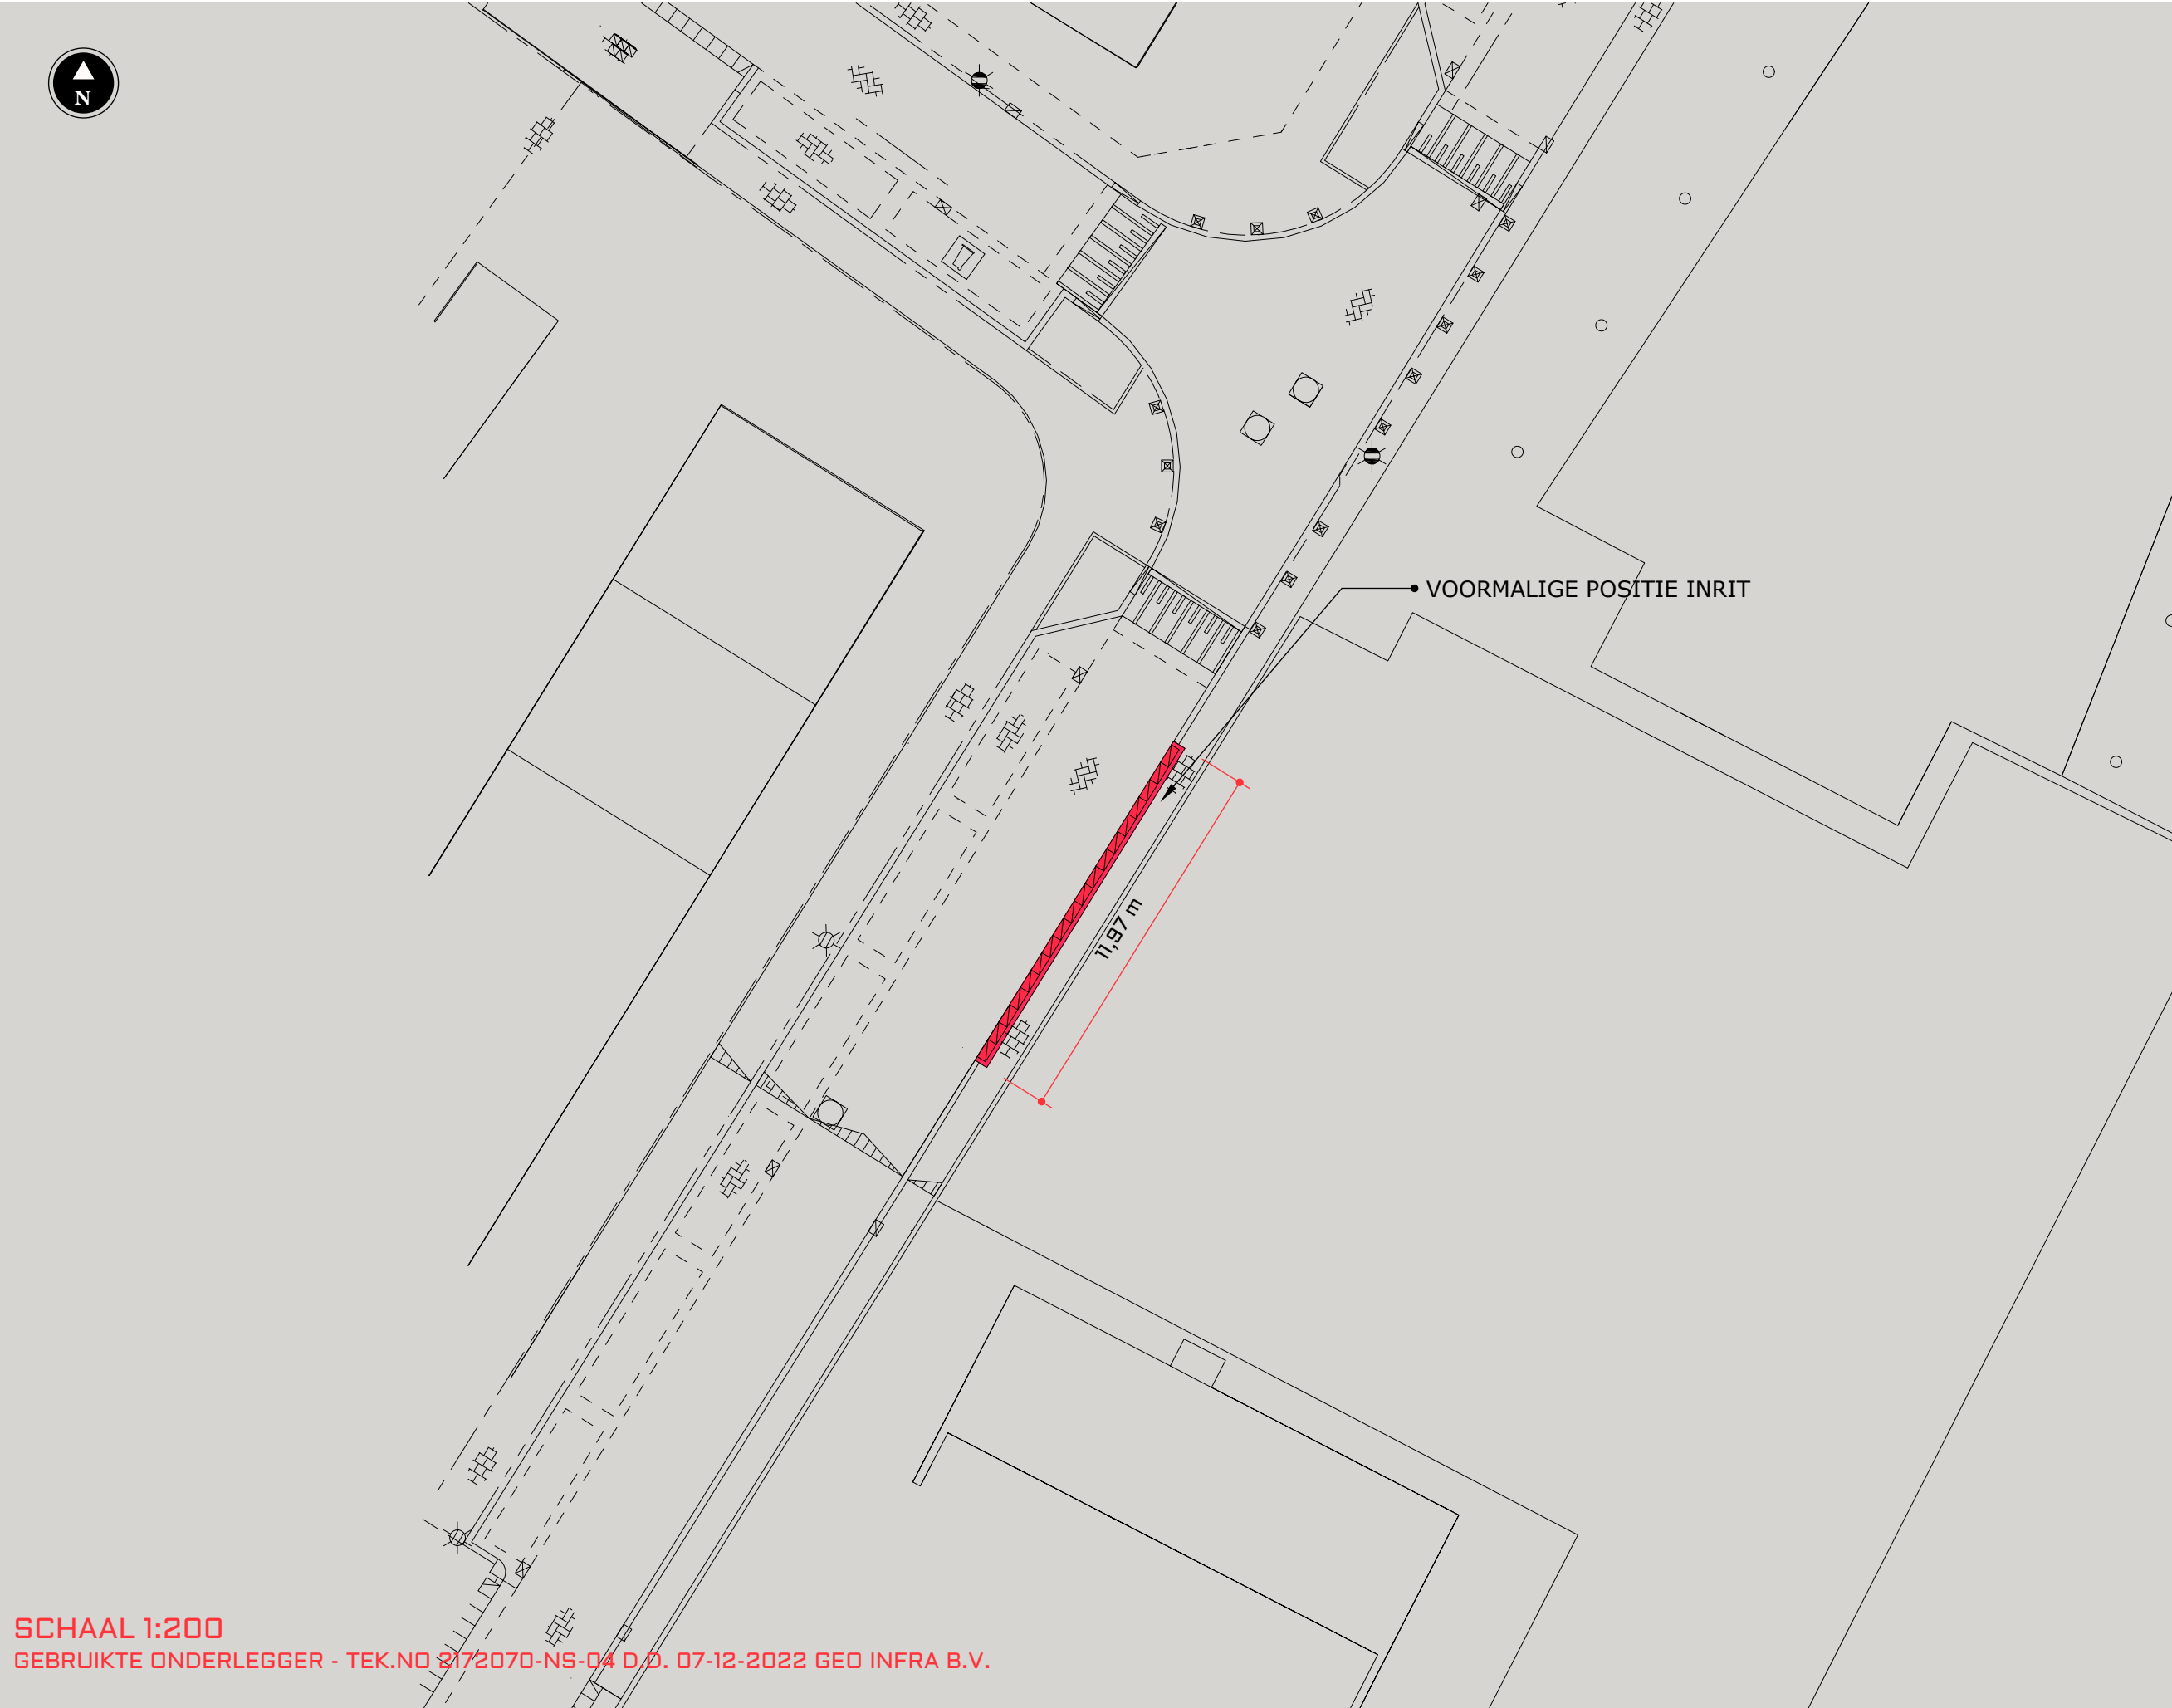 N
VOORMALIGE POSITIE INRIT
11,97 m
SCHAAL 1:200
GEBRUIKTE ONDERLEGGER - TEK.NO 2172070-NS-04 D.D. 07-12-2022 GEO INFRA B.V.